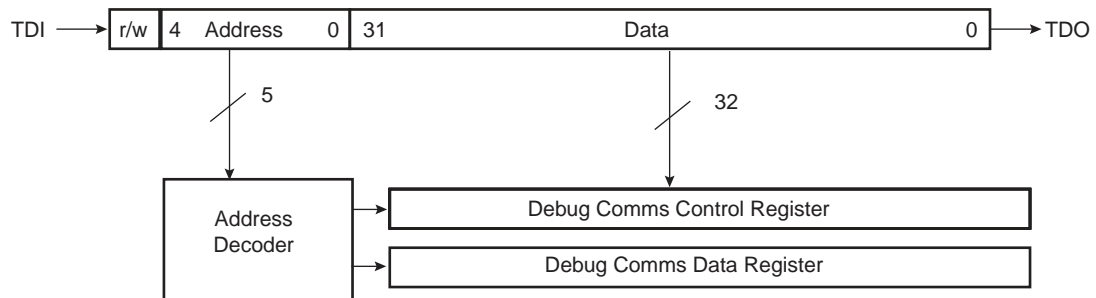 TDI r/w 4 Address 0 31 Data 0 TDO
5 32
Address
Decoder
Debug Comms Control Register
Debug Comms Data Register